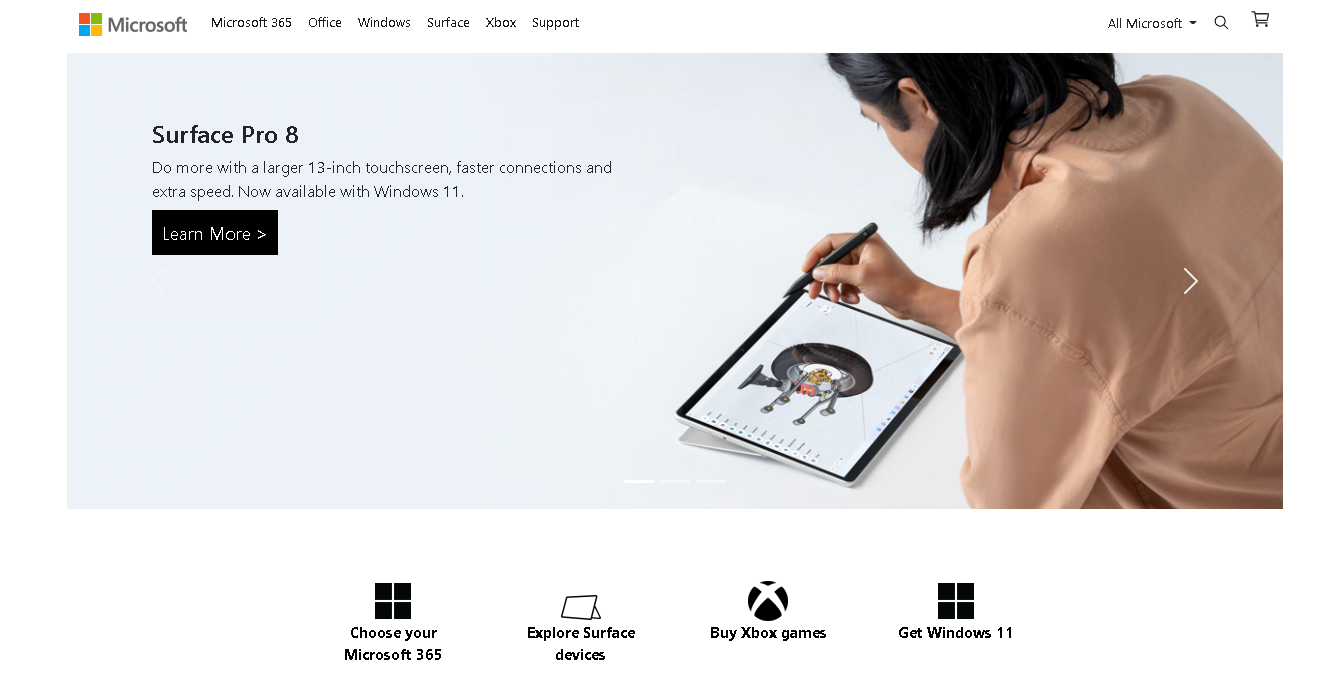 Microsoft
Microsoft 365
Office
Windows
Surface
Xbox
Support
All Microsoft
Surface Pro 8
Do more with a larger 13-inch touchscreen, faster connections and
extra speed. Now available with Windows 11.
Learn More >
Choose your
Microsoft 365
Explore Surface
devices
Buy Xbox games
Get Windows 11